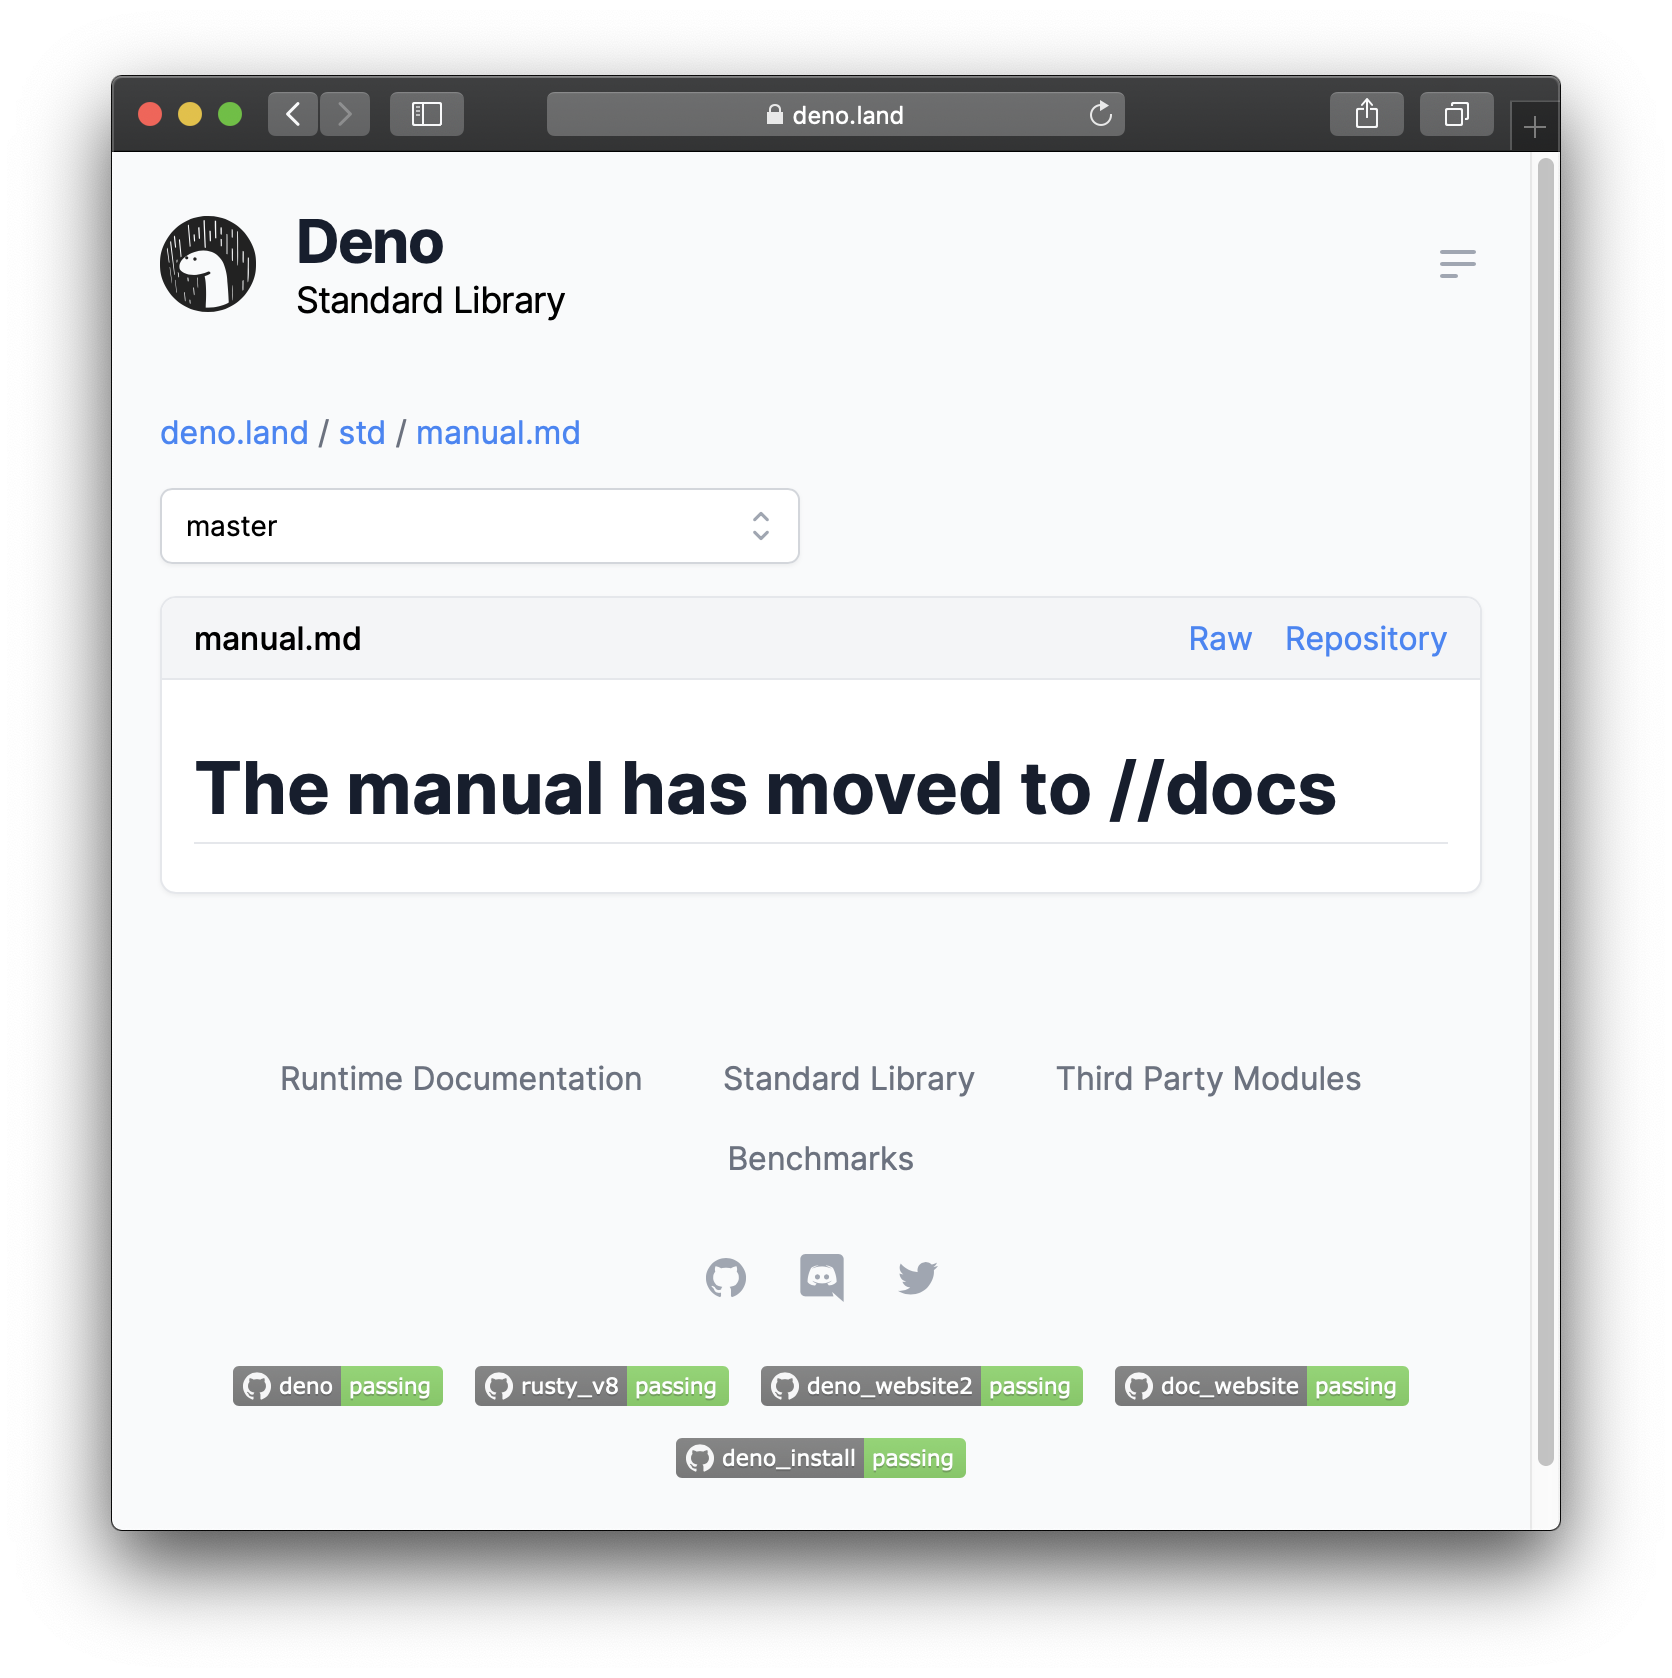 deno.land
Deno
Standard Library
deno.land / std / manual.md
master
manual.md Raw Repository
The manual has moved to //docs
Runtime Documentation Standard Library Third Party Modules
Benchmarks
deno passing rusty_v8 passing deno_website2 passing doc_website passing
deno_install passing